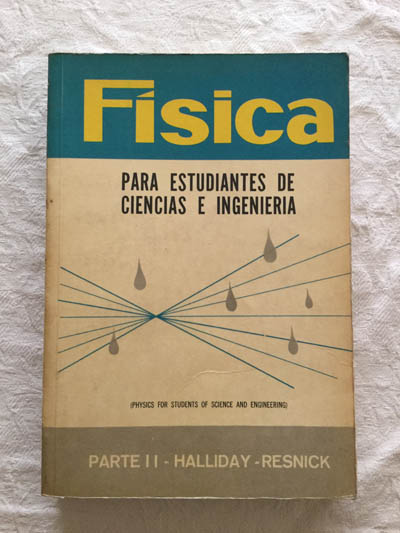 Física
PARA ESTUDIANTES DE
CIENCIAS E INGENIERIA
(PHYSICS FOR STUDENTS OF SCIENCE AND ENGINEERING)
PARTE II - HALLIDAY - RESNICK